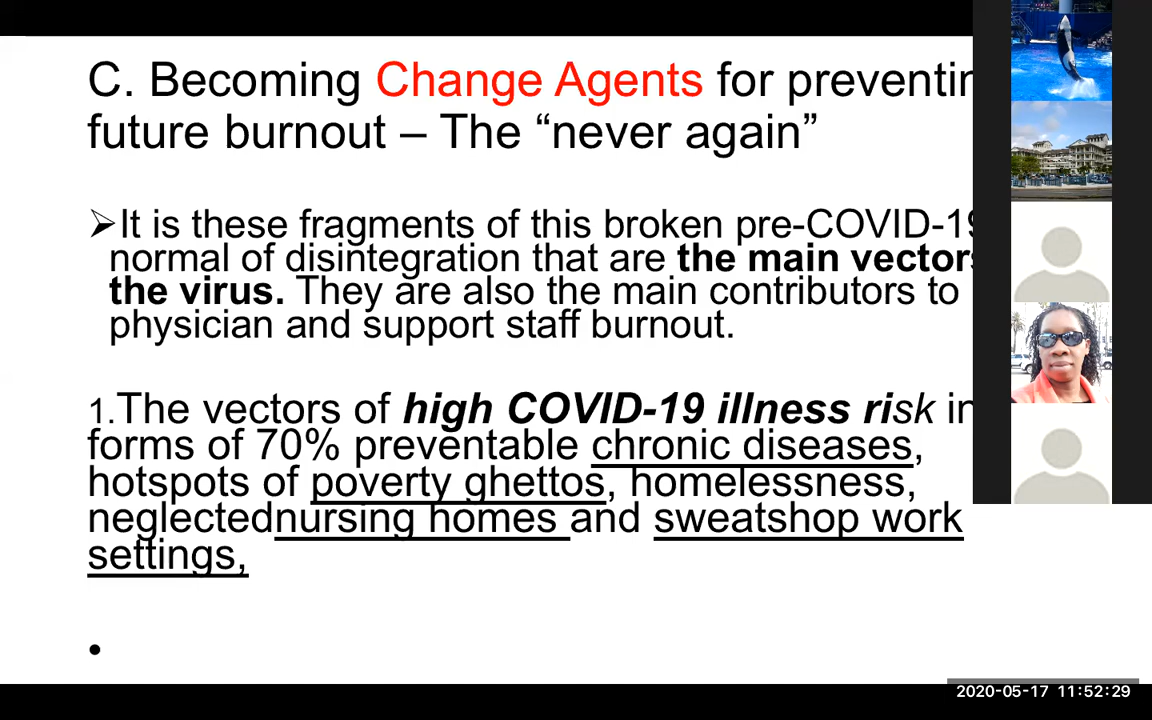 C. Becoming Change Agents for preventin
future burnout – The “never again”
➢It is these fragments of this broken pre-COVID-19
normal of disintegration that are the main vectors
the virus. They are also the main contributors to
physician and support staff burnout.
1.The vectors of high COVID-19 illness risk in
forms of 70% preventable chronic diseases,
hotspots of poverty ghettos, homelessness,
neglectednursing homes and sweatshop work
settings,
•
2020-05-17 11:52:29